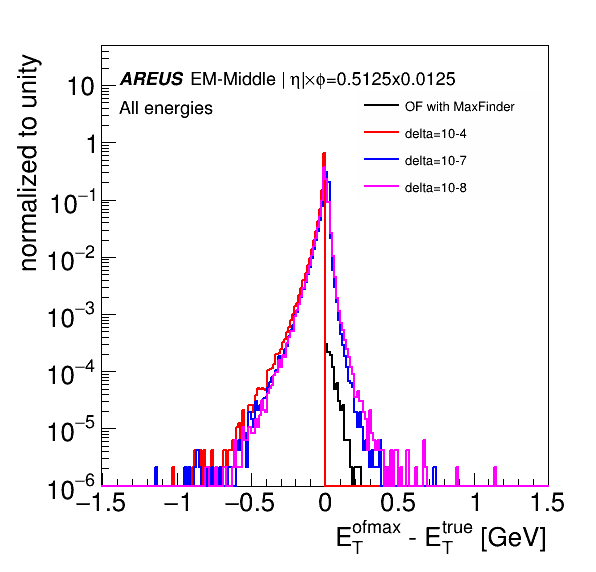 AREUS EM-Middle | η|×ϕ=0.5125x0.0125
All energies
OF with MaxFinder
delta=10-4
delta=10-7
delta=10-8
normalized to unity
10
1
10−1
10−2
10−3
10−4
10−5
10−6
−1.5 −1 −0.5 0 0.5 1 1.5
E_T^ofmax - E_T^true [GeV]